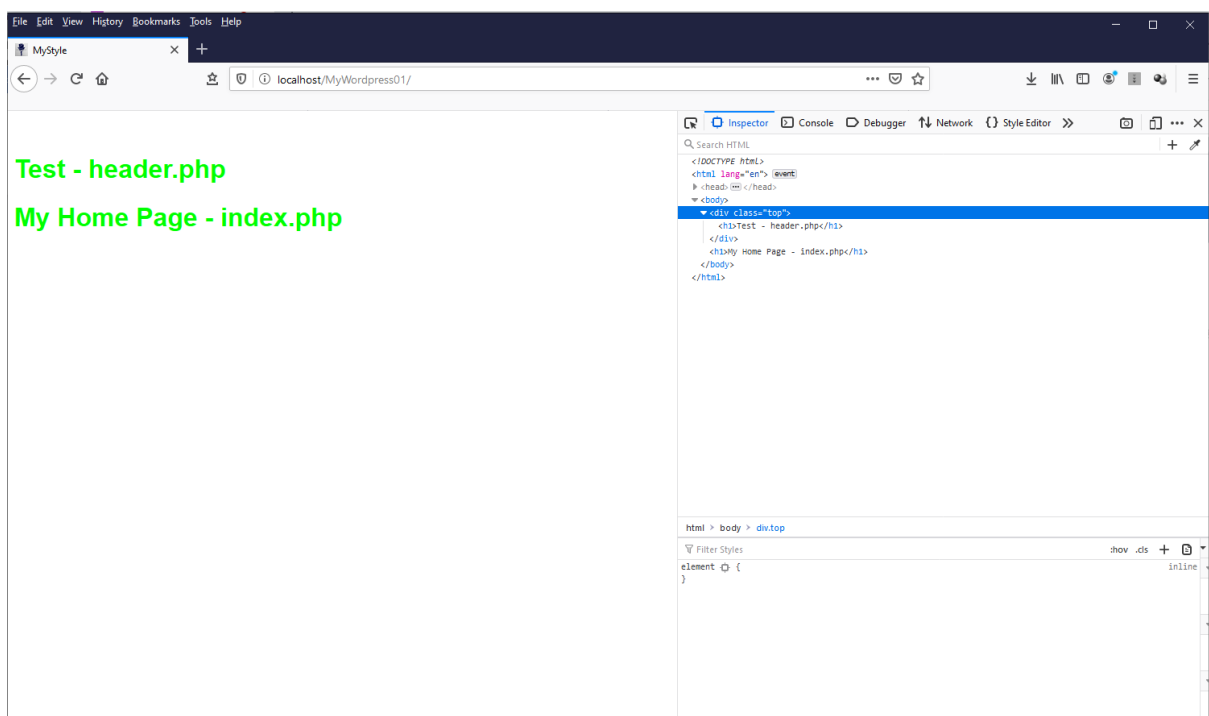 File Edit View History Bookmarks Tools Help
MyStyle
localhost/MyWordpress01/
Inspector Console Debugger Network Style Editor
Search HTML
<!DOCTYPE html>
<html lang="en"> event
<head> ... </head>
<body>
<div class="top">
<h1>Test - header.php</h1>
</div>
<h1>My Home Page - index.php</h1>
</body>
</html>
Test - header.php
My Home Page - index.php
html > body > div.top
Filter Styles :hov .cls
element { inline
}